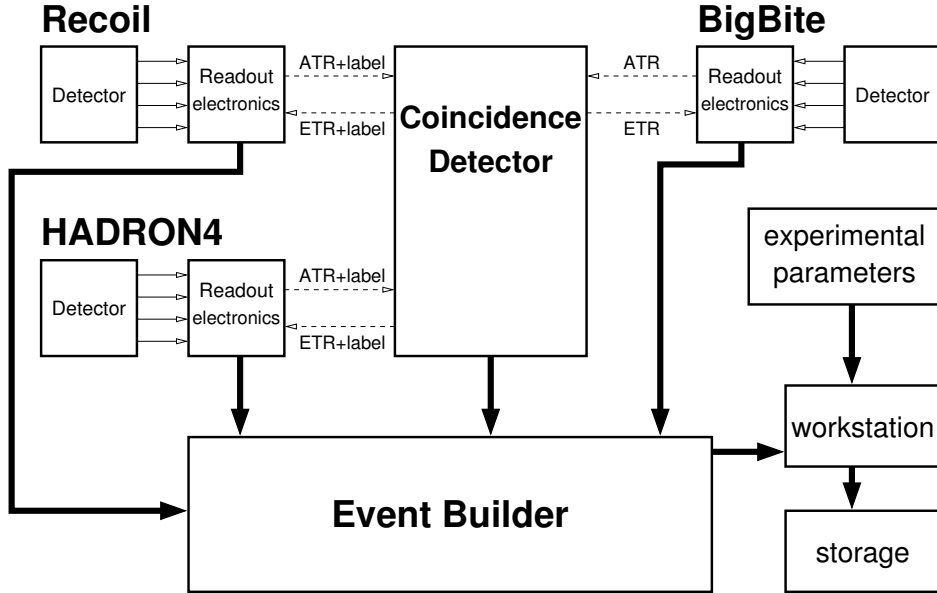 Recoil
BigBite
Detector
Readout
electronics
ATR+label
ETR+label
Coincidence
Detector
ATR
ETR
Readout
electronics
Detector
HADRON4
Detector
Readout
electronics
ATR+label
ETR+label
experimental
parameters
workstation
Event Builder
storage